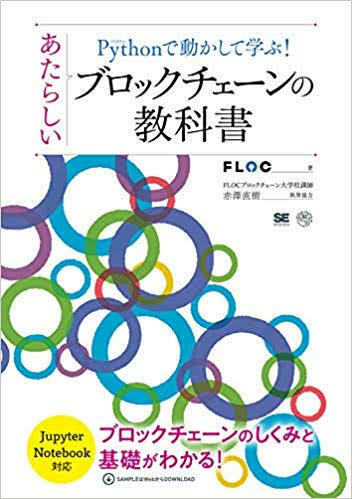 Pythonで動かして学ぶ!
あたらしい
ブロックチェーンの
教科書
FLOC 著
FLOCブロックチェーン大学校講師
赤澤直樹 執筆協力
SE
SHOEISHA
Jupyter
Notebook
対応
ブロックチェーンのしくみと
基礎がわかる!
SAMPLEはWebからDOWNLOAD